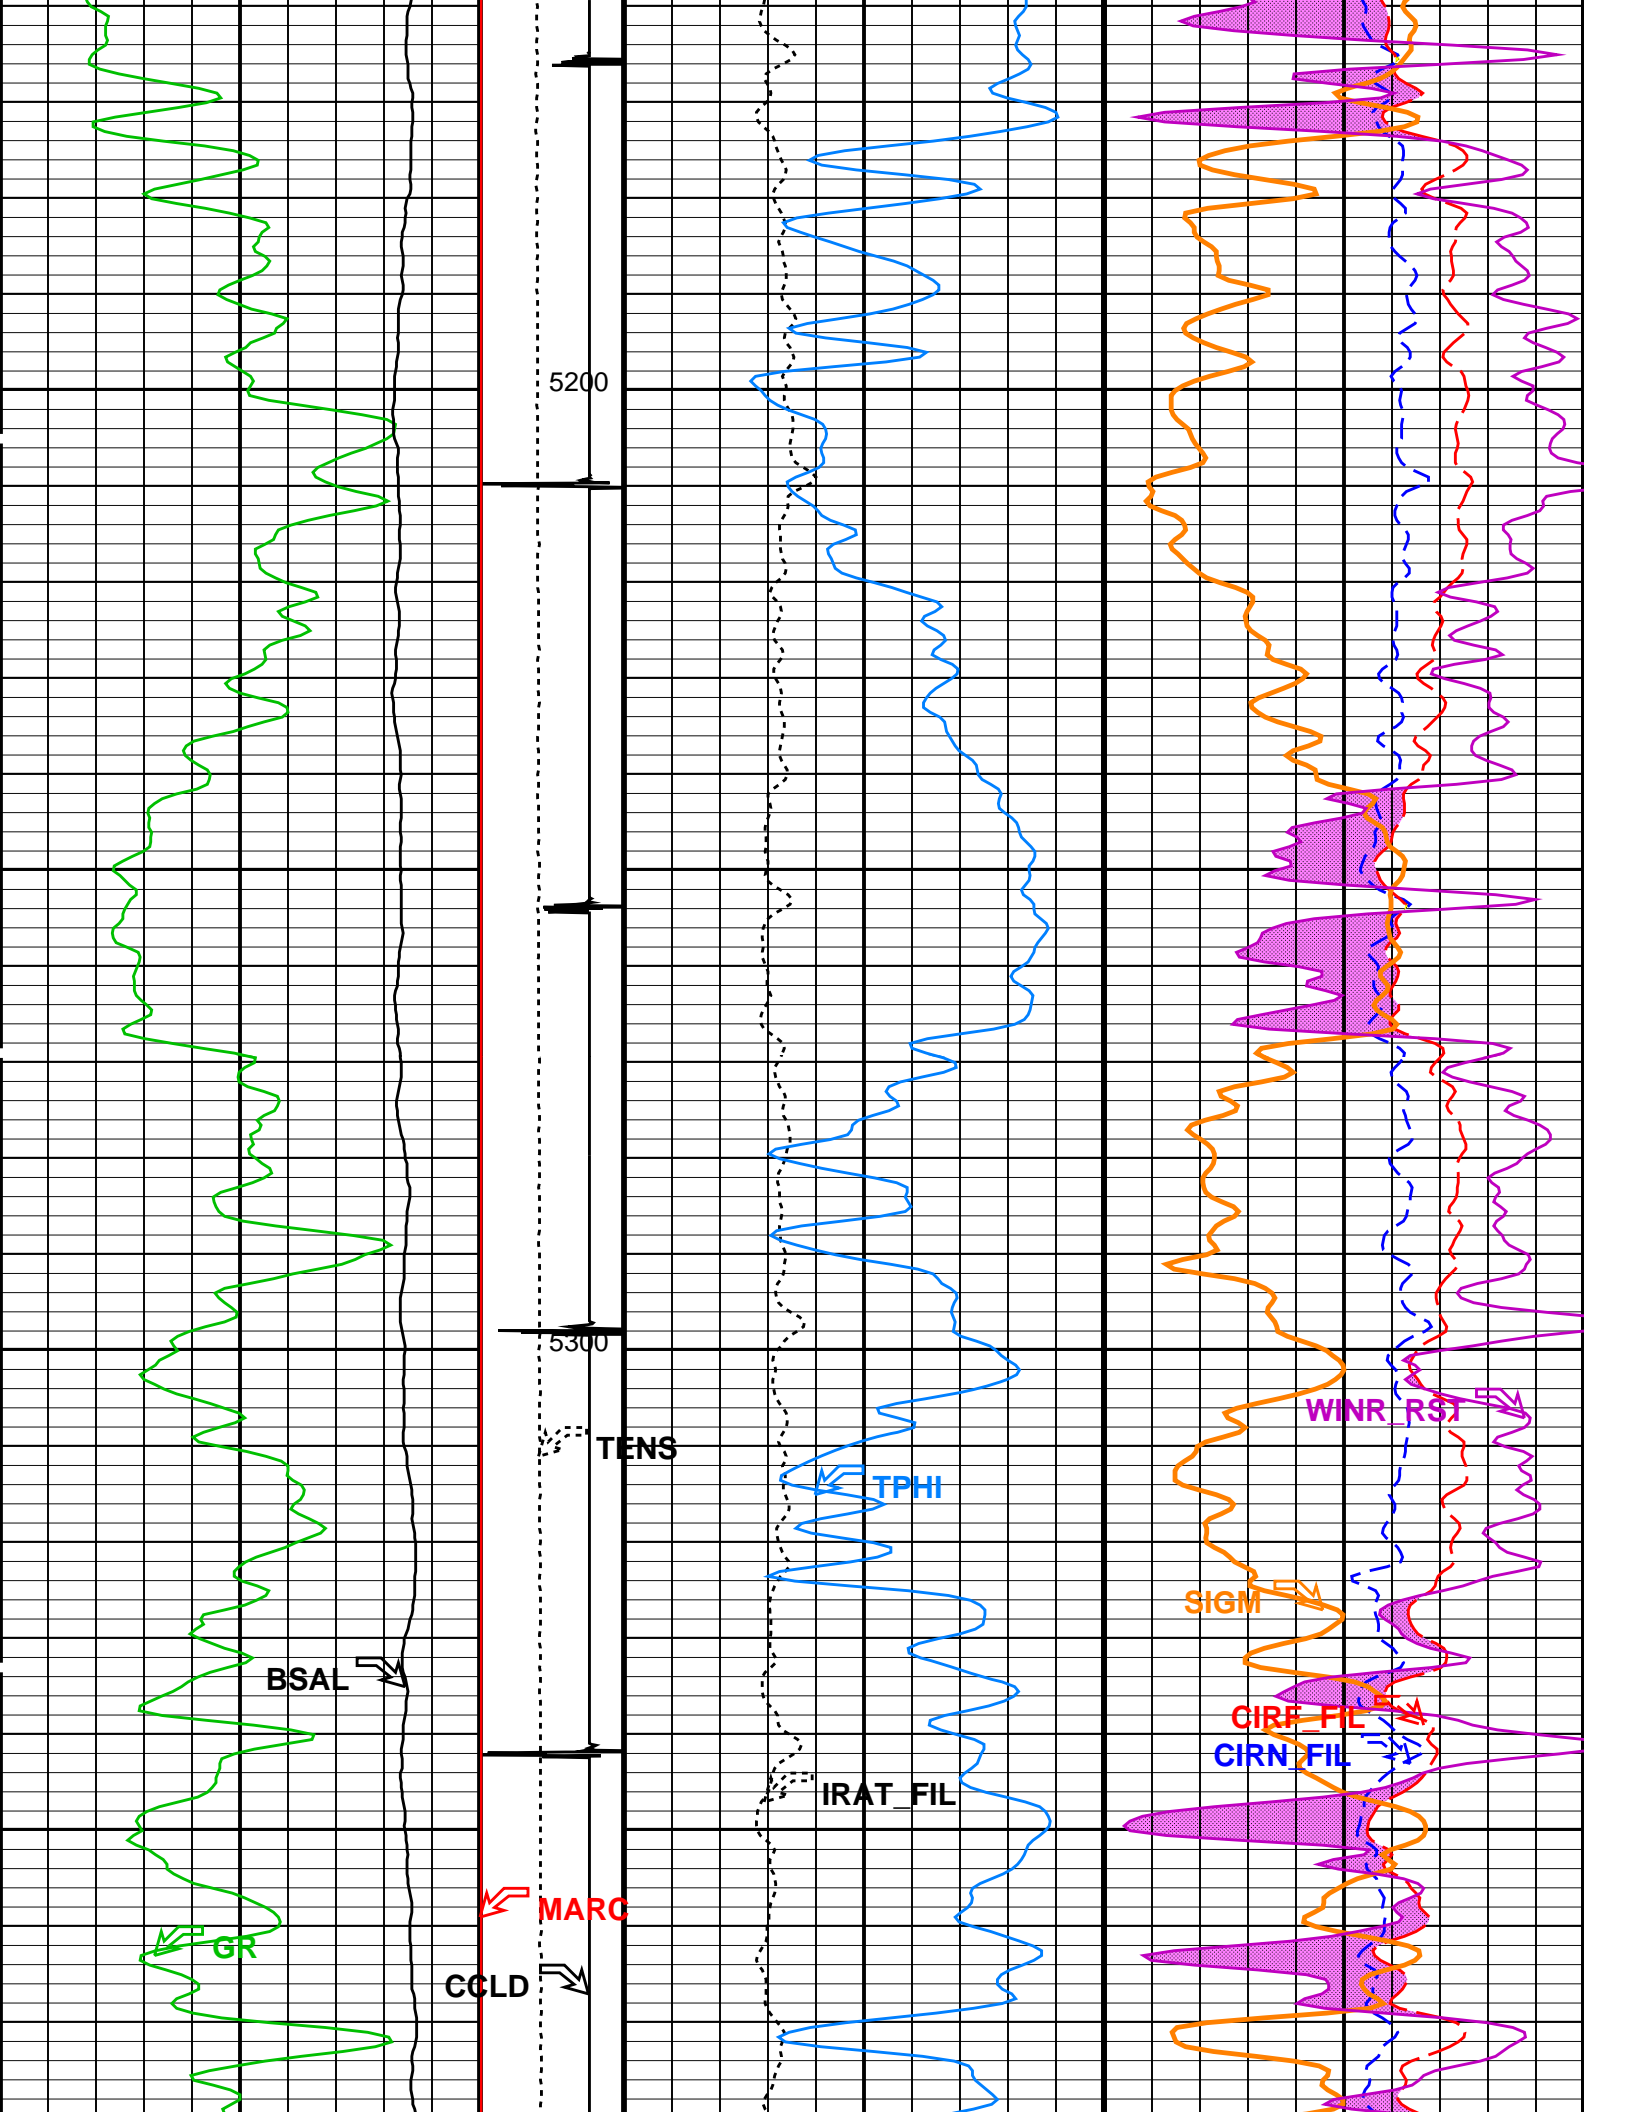 5200
5300
WINR_RST
TENS
TPHI
SIGM
BSAL
CIRF_FIL
CIRN_FIL
IRAT_FIL
MARC
GR
CCLD